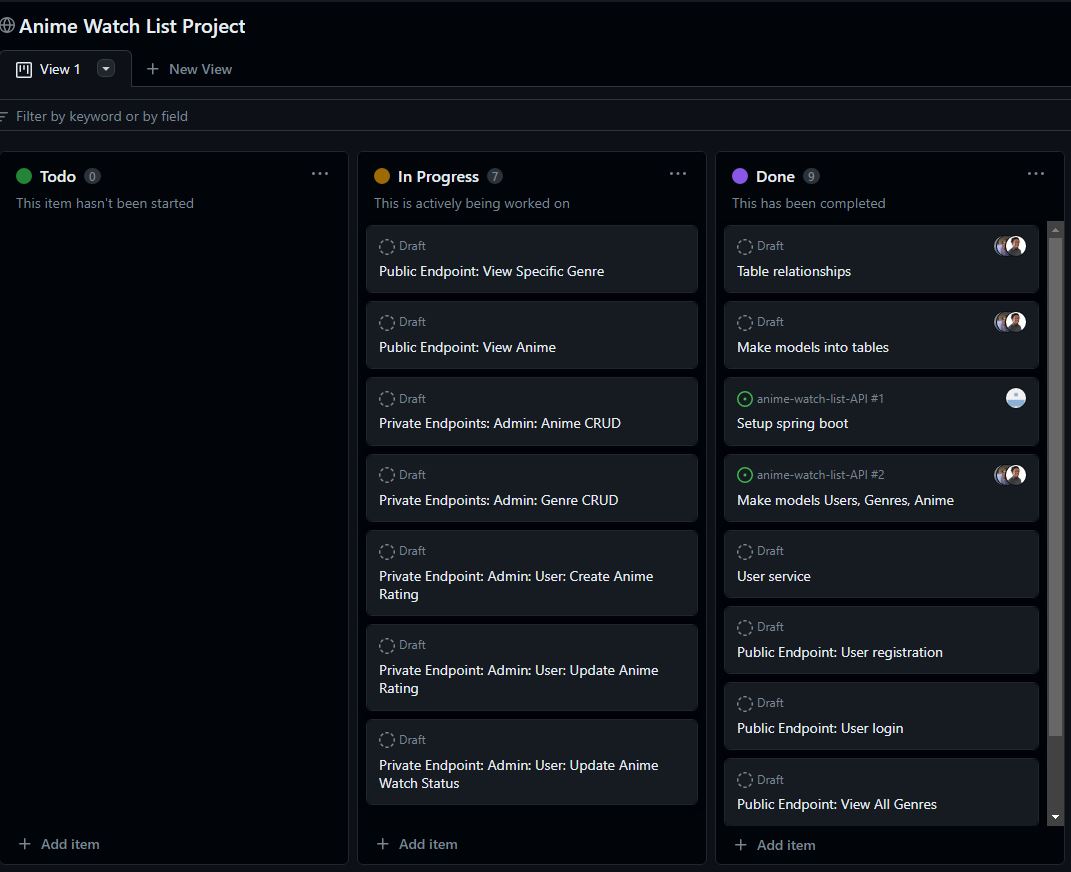 Anime Watch List Project
View 1
New View
Filter by keyword or by field
Todo 0
This item hasn't been started
Add item
In Progress 7
This is actively being worked on
Draft
Public Endpoint: View Specific Genre
Draft
Public Endpoint: View Anime
Draft
Private Endpoints: Admin: Anime CRUD
Draft
Private Endpoints: Admin: Genre CRUD
Draft
Private Endpoint: Admin: User: Create Anime
Rating
Draft
Private Endpoint: Admin: User: Update Anime
Rating
Draft
Private Endpoint: Admin: User: Update Anime
Watch Status
Add item
Done 9
This has been completed
Draft
Table relationships
Draft
Make models into tables
anime-watch-list-API #1
Setup spring boot
anime-watch-list-API #2
Make models Users, Genres, Anime
Draft
User service
Draft
Public Endpoint: User registration
Draft
Public Endpoint: User login
Draft
Public Endpoint: View All Genres
Add item